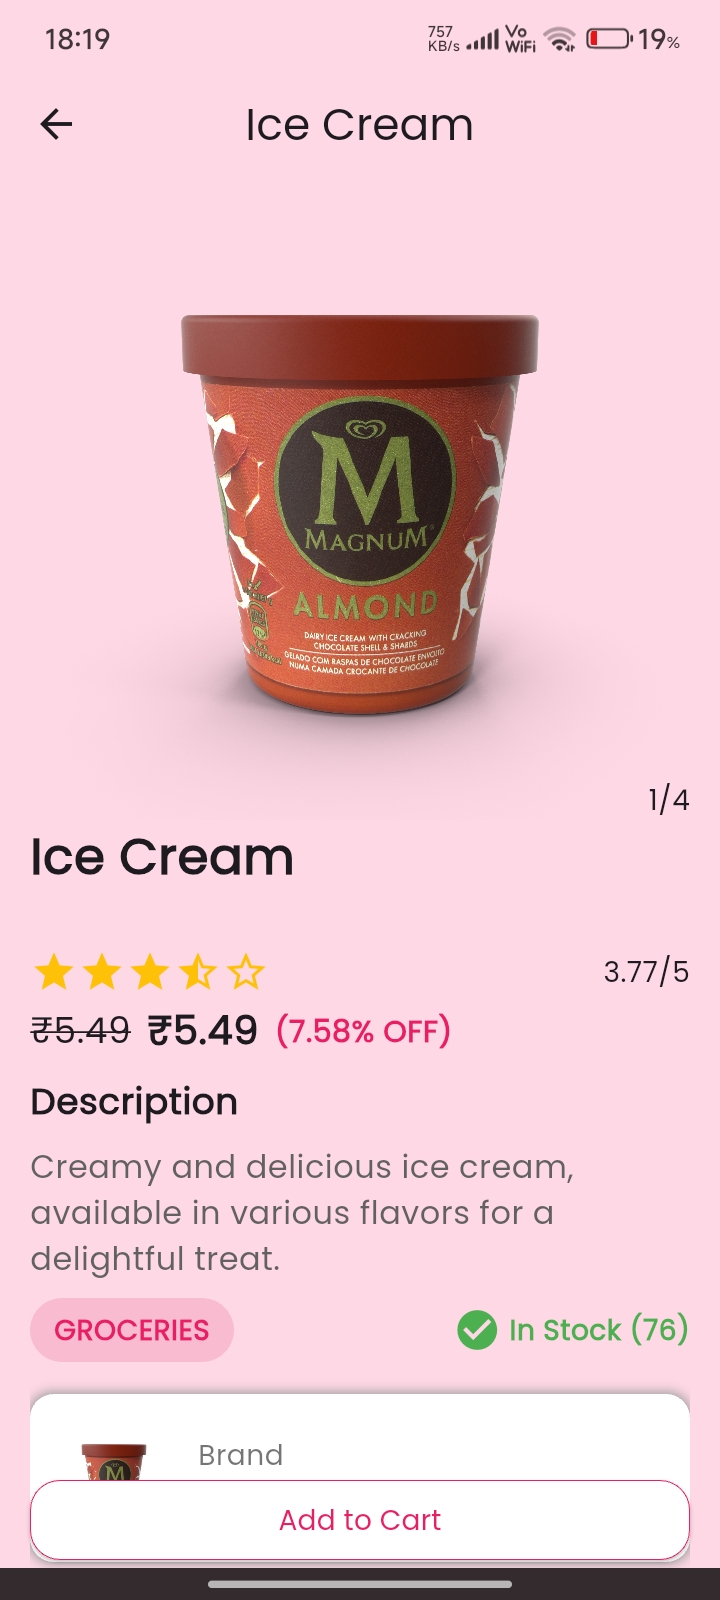 18:19
757
KB/s
Vo
WiFi
19%
Ice Cream
M
MAGNUM
ALMOND
DAIRY ICE CREAM WITH CRACKING
CHOCOLATE SHELL & SHARDS
GELADO COM RASPAS DE CHOCOLATE ENVOLTO
NUMA CAMADA CROCANTE DE CHOCOLATE
1/4
Ice Cream
3.77/5
₹5.49 ₹5.49 (7.58% OFF)
Description
Creamy and delicious ice cream,
available in various flavors for a
delightful treat.
GROCERIES
In Stock (76)
Brand
M
Add to Cart